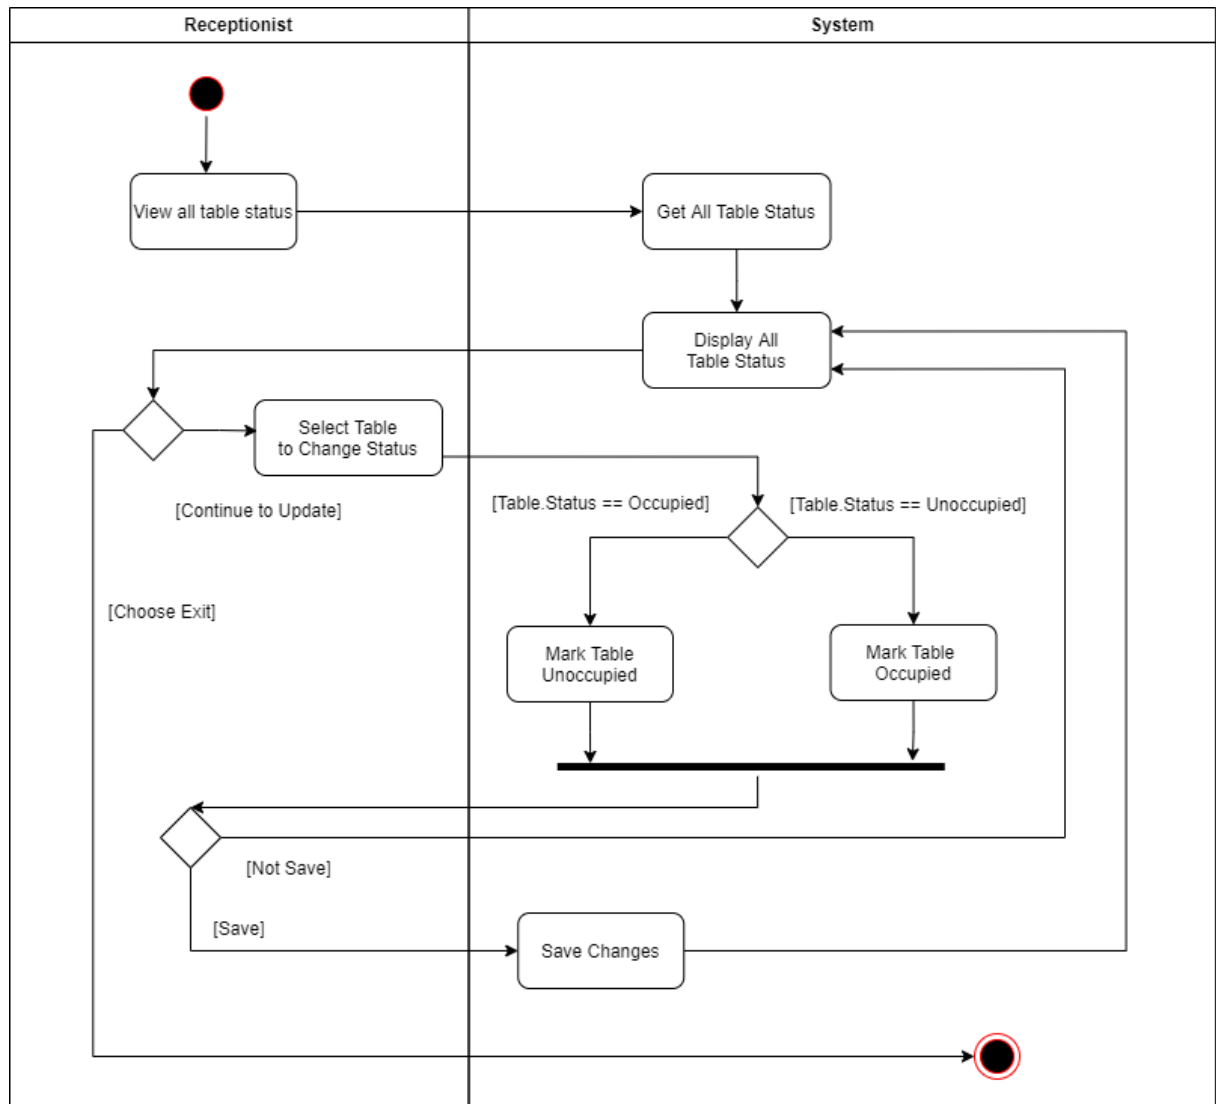 Receptionist
System
View all table status
Get All Table Status
Display All
Table Status
Select Table
to Change Status
[Continue to Update]
[Table.Status == Occupied]
[Table.Status == Unoccupied]
[Choose Exit]
Mark Table
Unoccupied
Mark Table
Occupied
[Not Save]
[Save]
Save Changes